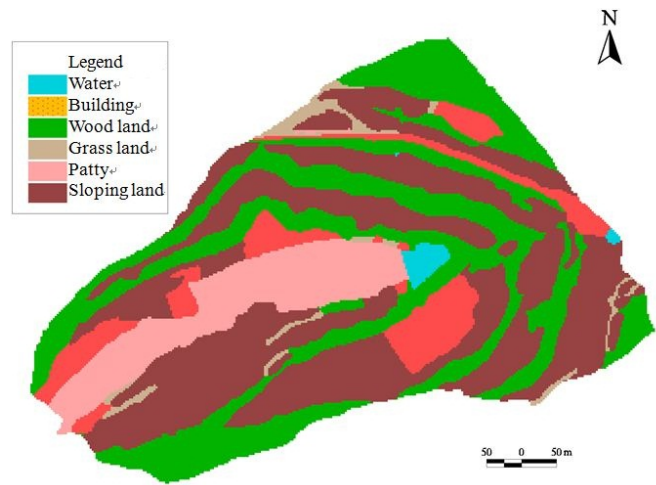 N
Legend
Water
Building
Wood land
Grass land
Patty
Sloping land
50 0 50 m